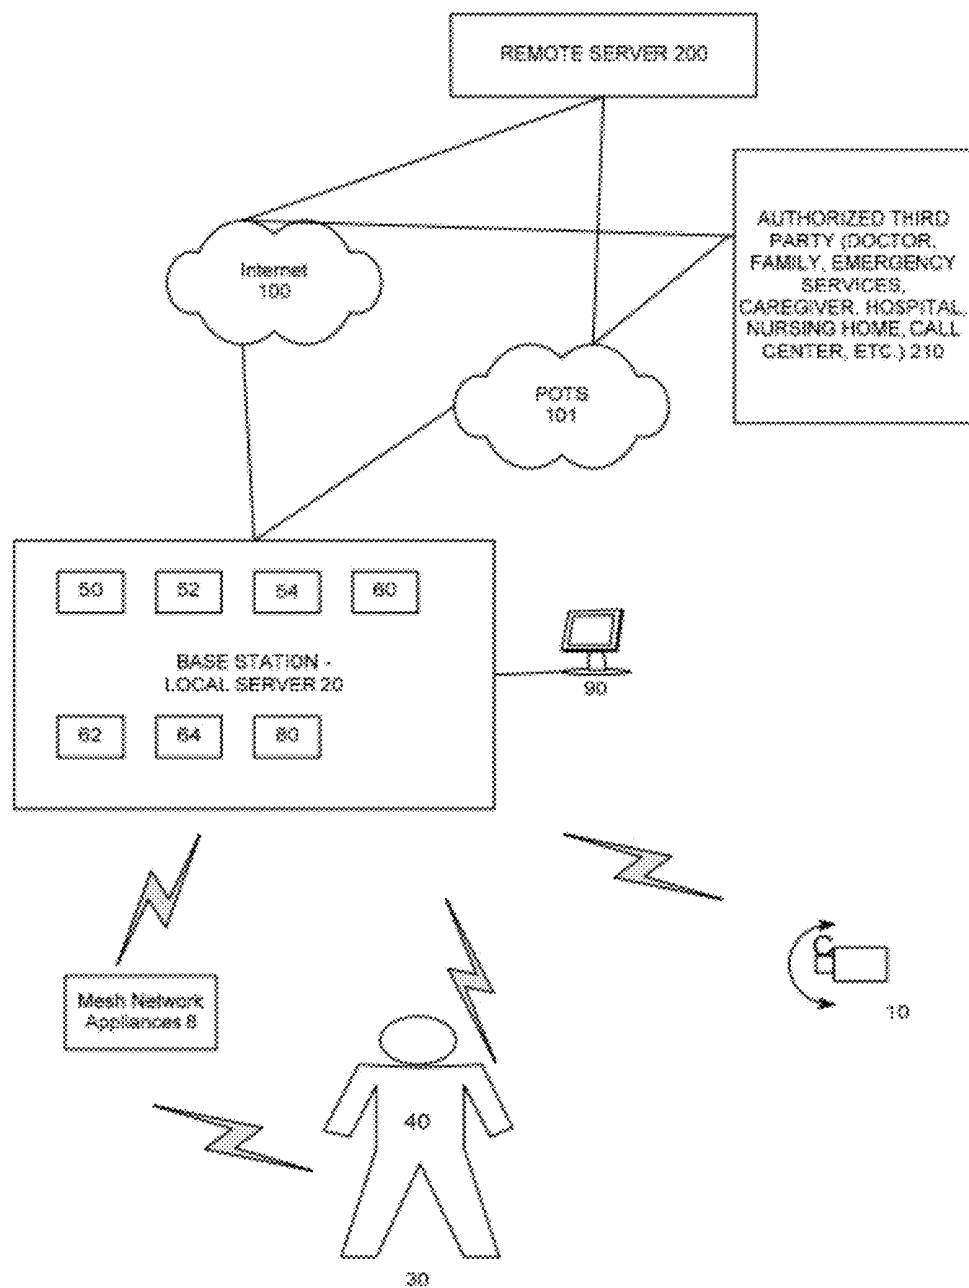 REMOTE SERVER 200
AUTHORIZED THIRD
PARTY (DOCTOR,
FAMILY, EMERGENCY
SERVICES,
CAREGIVER, HOSPITAL,
NURSING HOME, CALL
CENTER, ETC.) 210
Internet
100
POTS
101
50
52
54
60
BASE STATION -
LOCAL SERVER 20
62
64
80
90
Mesh Network
Appliances 8
10
40
30